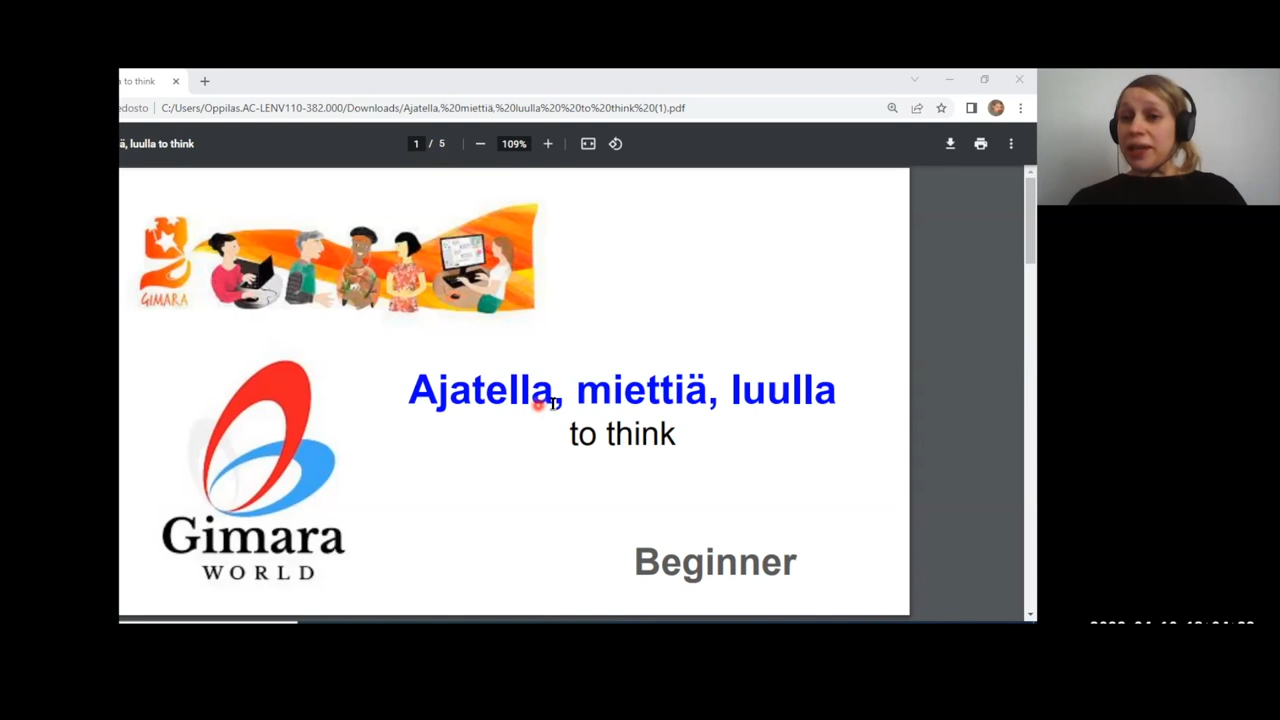 to think
edosto
C:/Users/Oppilas.AC-LENV110-382.000/Downloads/Ajatella,%20miettiä,%20luulla%20%20to%20think%20(1).pdf
ä, luulla to think
1 / 5
109%
GIMARA
Ajatella, miettiä, luulla
to think
Gimara
WORLD
Beginner